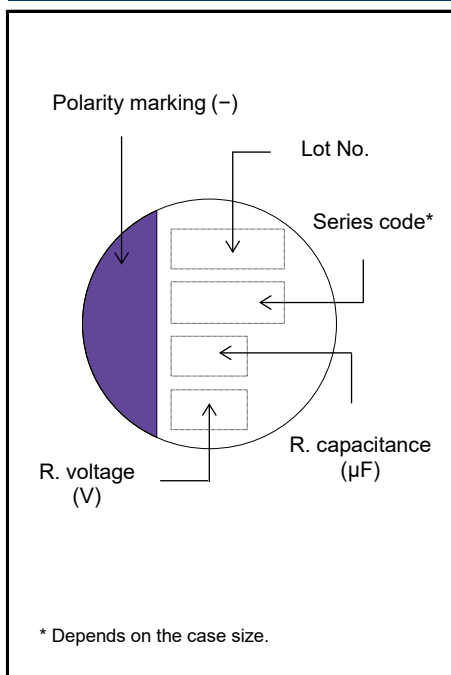 Polarity marking (−)
Lot No.
Series code*
R. capacitance
(µF)
R. voltage
(V)
* Depends on the case size.